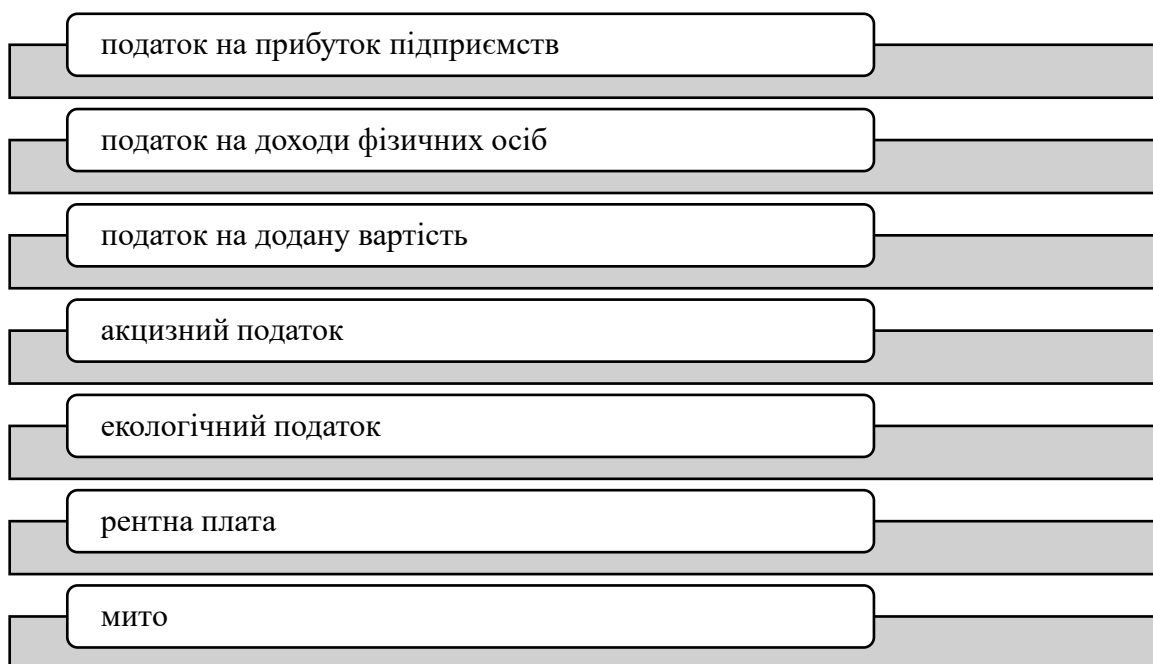 податок на прибуток підприємств
податок на доходи фізичних осіб
податок на додану вартість
акцизний податок
екологічний податок
рентна плата
мито